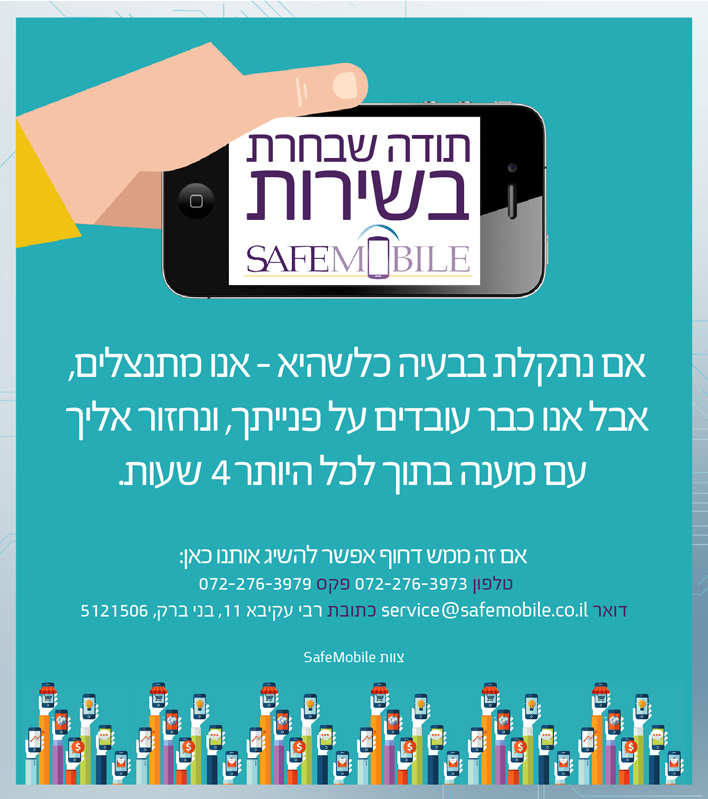 תודה שבחרת
בשירות
SAFEMOBILE
אם נתקלת בבעיה כלשהיא - אנו מתנצלים,
אבל אנו כבר עובדים על פנייתך, ונחזור אליך
עם מענה בתוך לכל היותר 4 שעות.
אם זה ממש דחוף אפשר להשיג אותנו כאן:
טלפון 072-276-3973 פקס 072-276-3979
דואר service@safemobile.co.il כתובת רבי עקיבא 11, בני ברק, 5121506
צוות SafeMobile